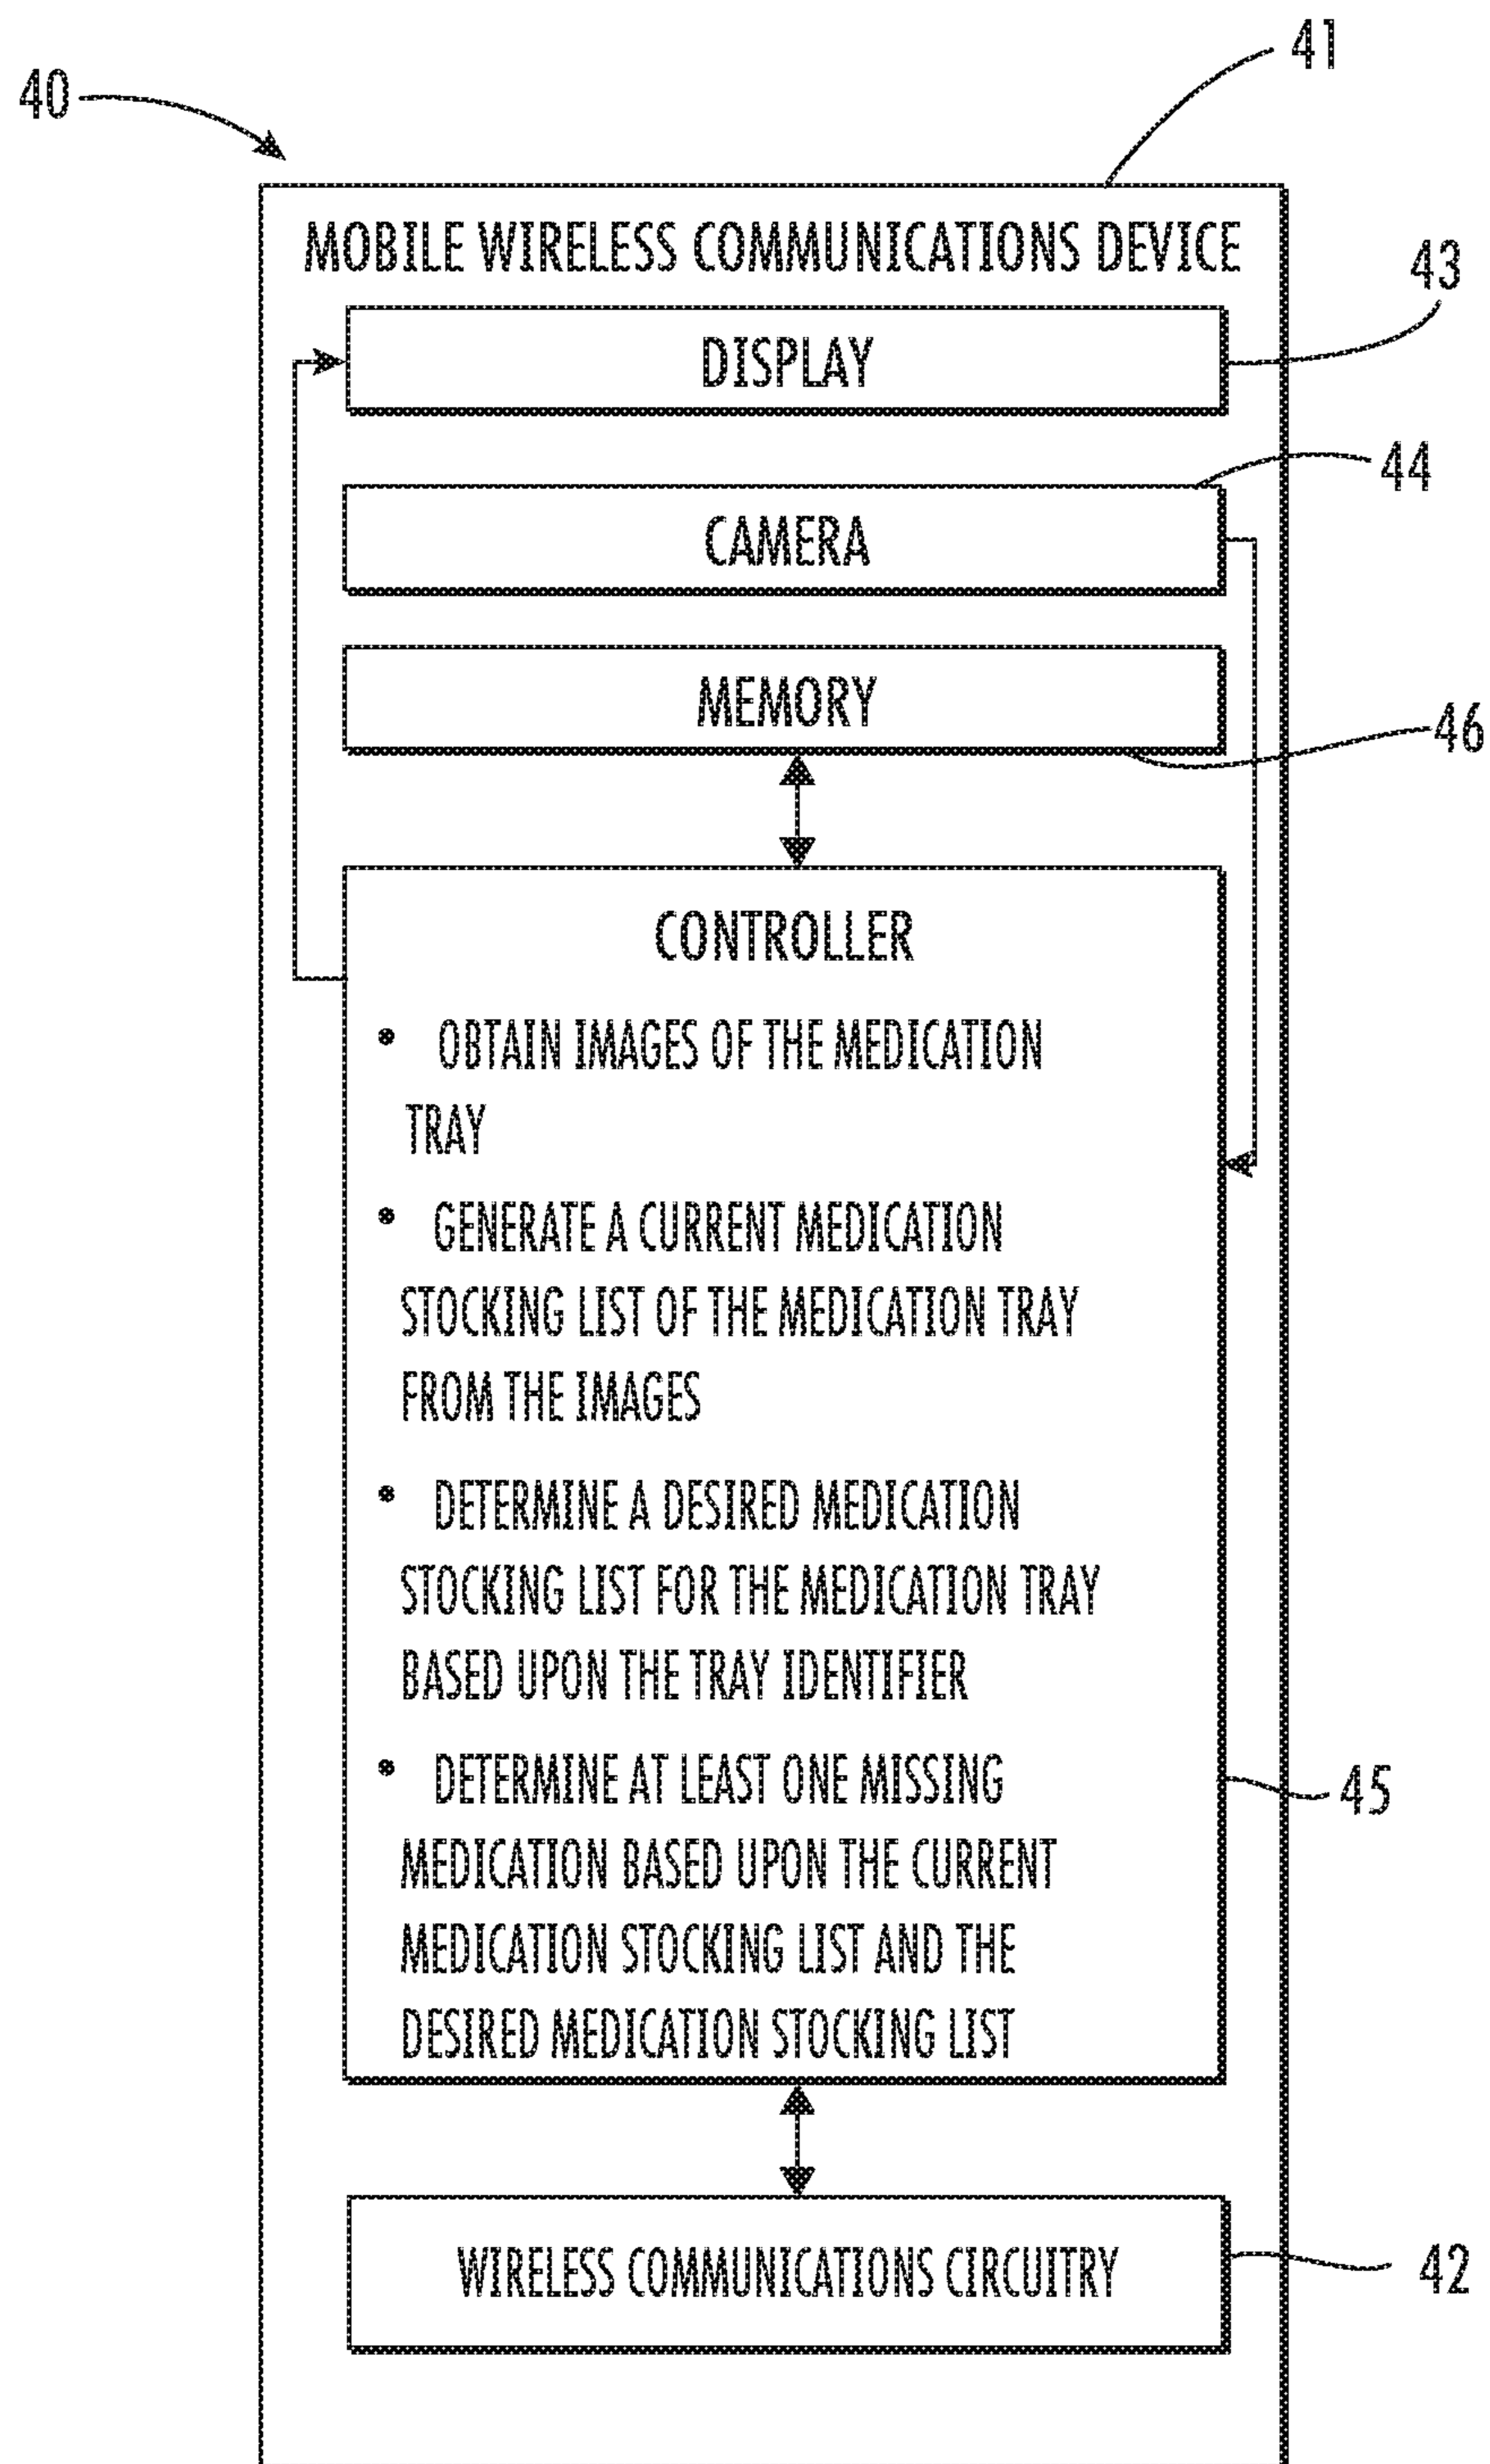 41
40
MOBILE WIRELESS COMMUNICATIONS DEVICE
43
DISPLAY
44
CAMERA
MEMORY
46
CONTROLLER
• OBTAIN IMAGES OF THE MEDICATION
TRAY
• GENERATE A CURRENT MEDICATION
STOCKING LIST OF THE MEDICATION TRAY
FROM THE IMAGES
• DETERMINE A DESIRED MEDICATION
STOCKING LIST FOR THE MEDICATION TRAY
BASED UPON THE TRAY IDENTIFIER
• DETERMINE AT LEAST ONE MISSING
45
MEDICATION BASED UPON THE CURRENT
MEDICATION STOCKING LIST AND THE
DESIRED MEDICATION STOCKING LIST
WIRELESS COMMUNICATIONS CIRCUITRY
42